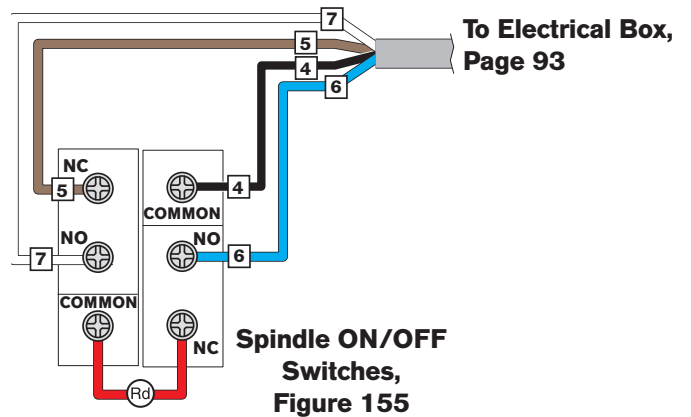 7
To Electrical Box,
Page 93
5
4
6
NC
5
4
COMMON
NO
NO
7
6
COMMON
NC
Rd
Spindle ON/OFF
Switches,
Figure 155